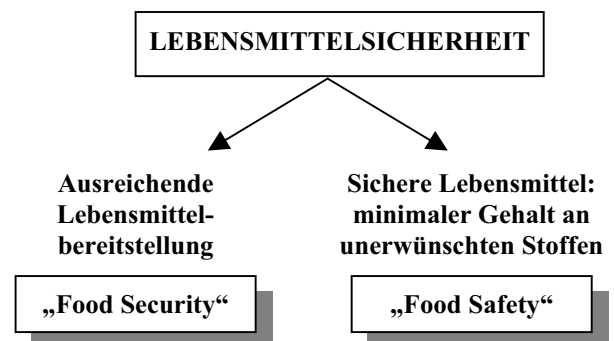 LEBENSMITTELSICHERHEIT
Ausreichende
Lebensmittel-
bereitstellung
„Food Security“
Sichere Lebensmittel:
minimaler Gehalt an
unerwünschten Stoffen
„Food Safety“